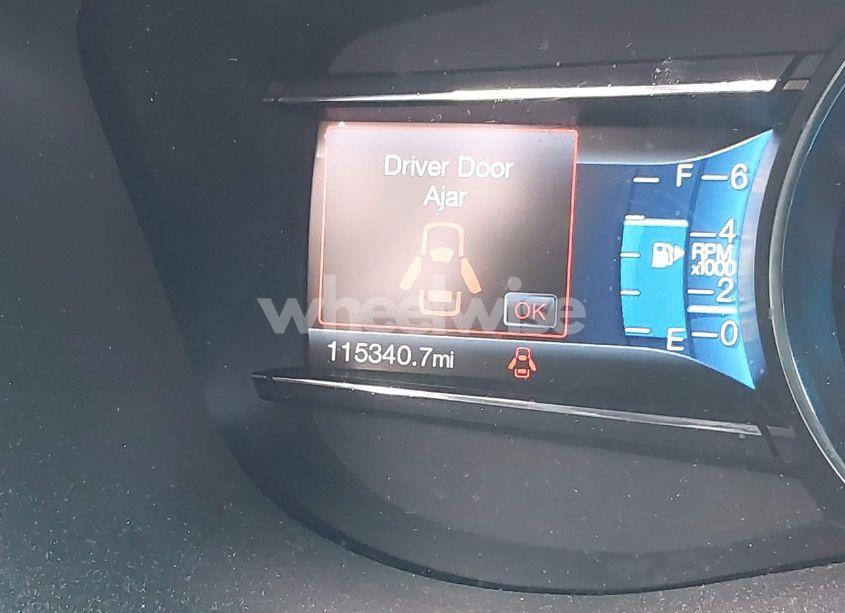 Driver Door
Ajar
OK
115340.7mi
F
E
6
4
RPM
x1000
2
0
wheelwise